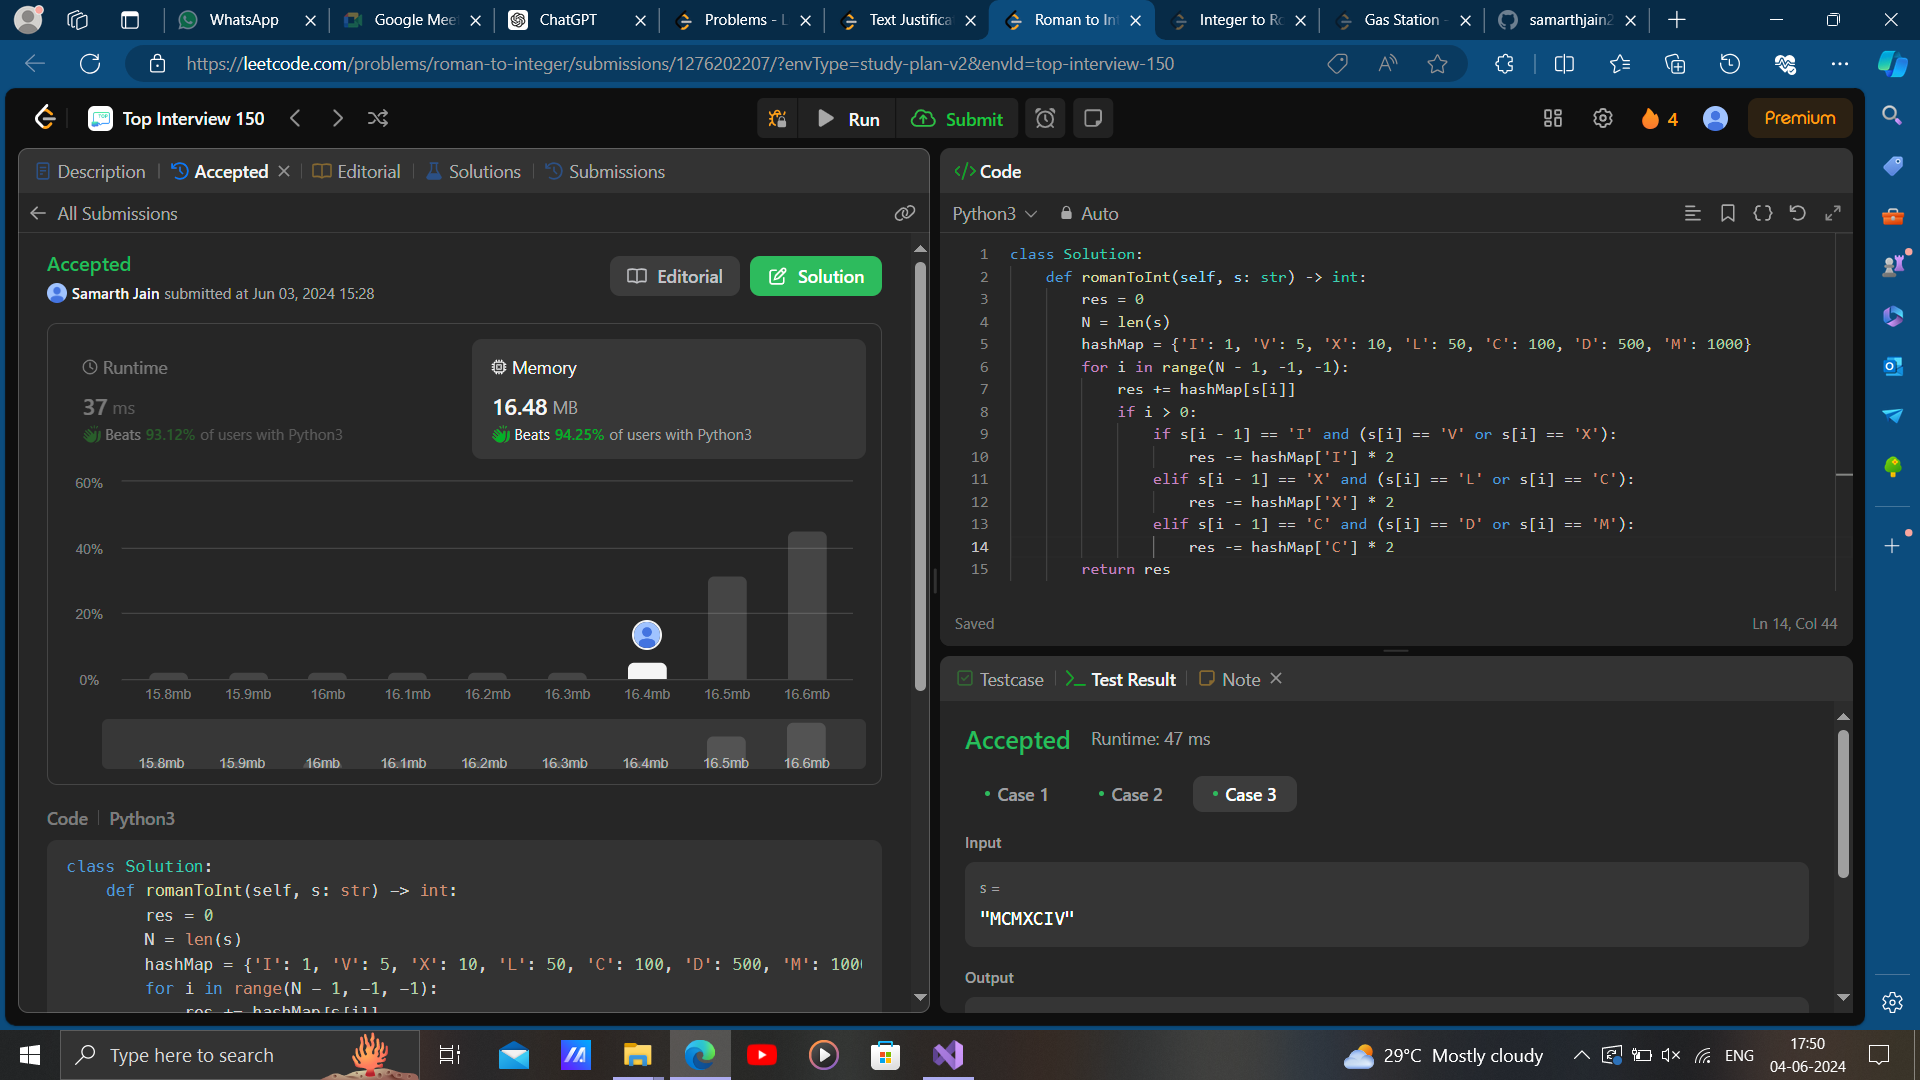 WhatsApp
Google Mee
ChatGPT
Problems - L
Text Justifica
Roman to In
Integer to Ro
Gas Station -
samarthjain2
https://leetcode.com/problems/roman-to-integer/submissions/1276202207/?envType=study-plan-v2&envId=top-interview-150
Top Interview 150
Run
Submit
4
Premium
Description
Accepted
Editorial
Solutions
Submissions
All Submissions
Accepted
Samarth Jain submitted at Jun 03, 2024 15:28
Editorial
Solution
Runtime
37 ms
Beats 93.12% of users with Python3
Memory
16.48 MB
Beats 94.25% of users with Python3
60%
40%
20%
0%
15.8mb 15.9mb 16mb 16.1mb 16.2mb 16.3mb 16.4mb 16.5mb 16.6mb
15.8mb 15.9mb 16mb 16.1mb 16.2mb 16.3mb 16.4mb 16.5mb 16.6mb
Code Python3
class Solution:
def romanToInt(self, s: str) -> int:
res = 0
N = len(s)
hashMap = {'I': 1, 'V': 5, 'X': 10, 'L': 50, 'C': 100, 'D': 500, 'M': 100
for i in range(N - 1, -1, -1):
res += hashMap[s[i]]
</> Code
Python3 Auto
1 class Solution:
2 def romanToInt(self, s: str) -> int:
3 res = 0
4 N = len(s)
5 hashMap = {'I': 1, 'V': 5, 'X': 10, 'L': 50, 'C': 100, 'D': 500, 'M': 1000}
6 for i in range(N - 1, -1, -1):
7 res += hashMap[s[i]]
8 if i > 0:
9 if s[i - 1] == 'I' and (s[i] == 'V' or s[i] == 'X'):
10 res -= hashMap['I'] * 2
11 elif s[i - 1] == 'X' and (s[i] == 'L' or s[i] == 'C'):
12 res -= hashMap['X'] * 2
13 elif s[i - 1] == 'C' and (s[i] == 'D' or s[i] == 'M'):
14 res -= hashMap['C'] * 2
15 return res
Saved
Ln 14, Col 44
Testcase
Test Result
Note
Accepted Runtime: 47 ms
Case 1
Case 2
Case 3
Input
s =
"MCMXCIV"
Output
Type here to search
29°C Mostly cloudy
ENG
17:50
04-06-2024